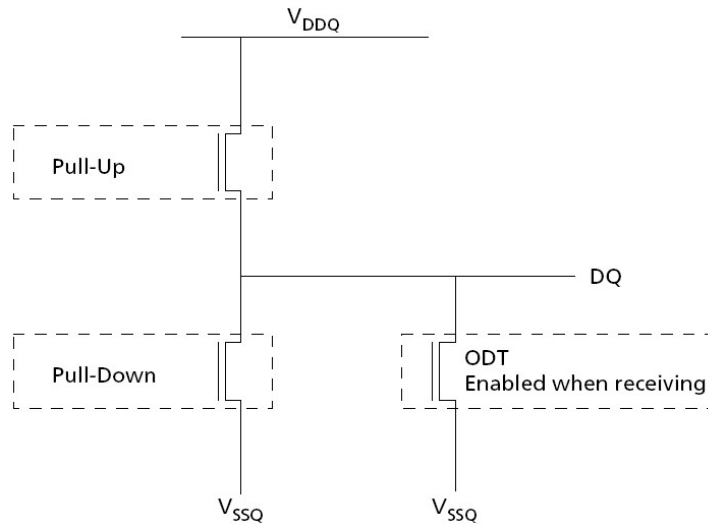 VDDQ
Pull-Up
DQ
Pull-Down
ODT
Enabled when receiving
VSSQ
VSSQ